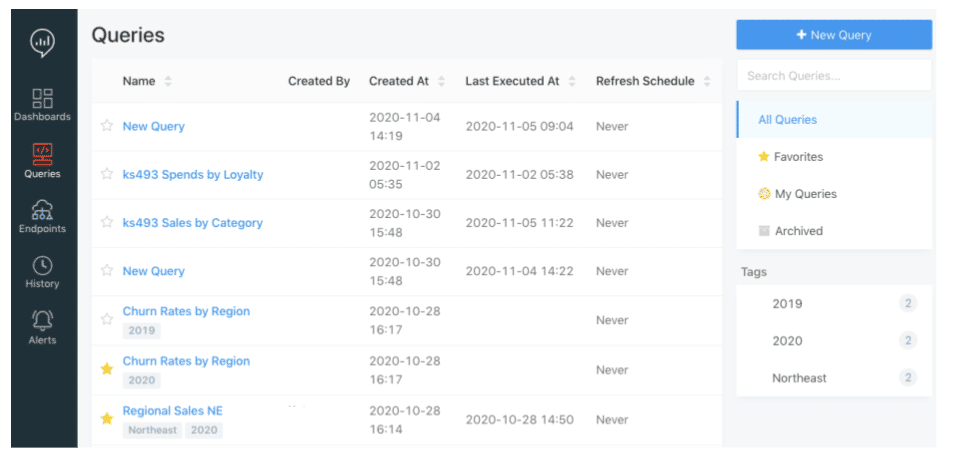 Queries
+ New Query
Name Created By Created At Last Executed At Refresh Schedule
Search Queries...
Dashboards
Queries
Endpoints
History
Alerts
New Query 2020-11-04 14:19 2020-11-05 09:04 Never
ks493 Spends by Loyalty 2020-11-02 05:35 2020-11-02 05:38 Never
ks493 Sales by Category 2020-10-30 15:48 2020-11-05 11:22 Never
New Query 2020-10-30 15:48 2020-11-04 14:22 Never
Churn Rates by Region 2020-10-28 16:17 Never
2019
Churn Rates by Region 2020-10-28 16:17 Never
2020
Regional Sales NE 2020-10-28 16:14 2020-10-28 14:50 Never
Northeast 2020
All Queries
Favorites
My Queries
Archived
Tags
2019 2
2020 2
Northeast 2